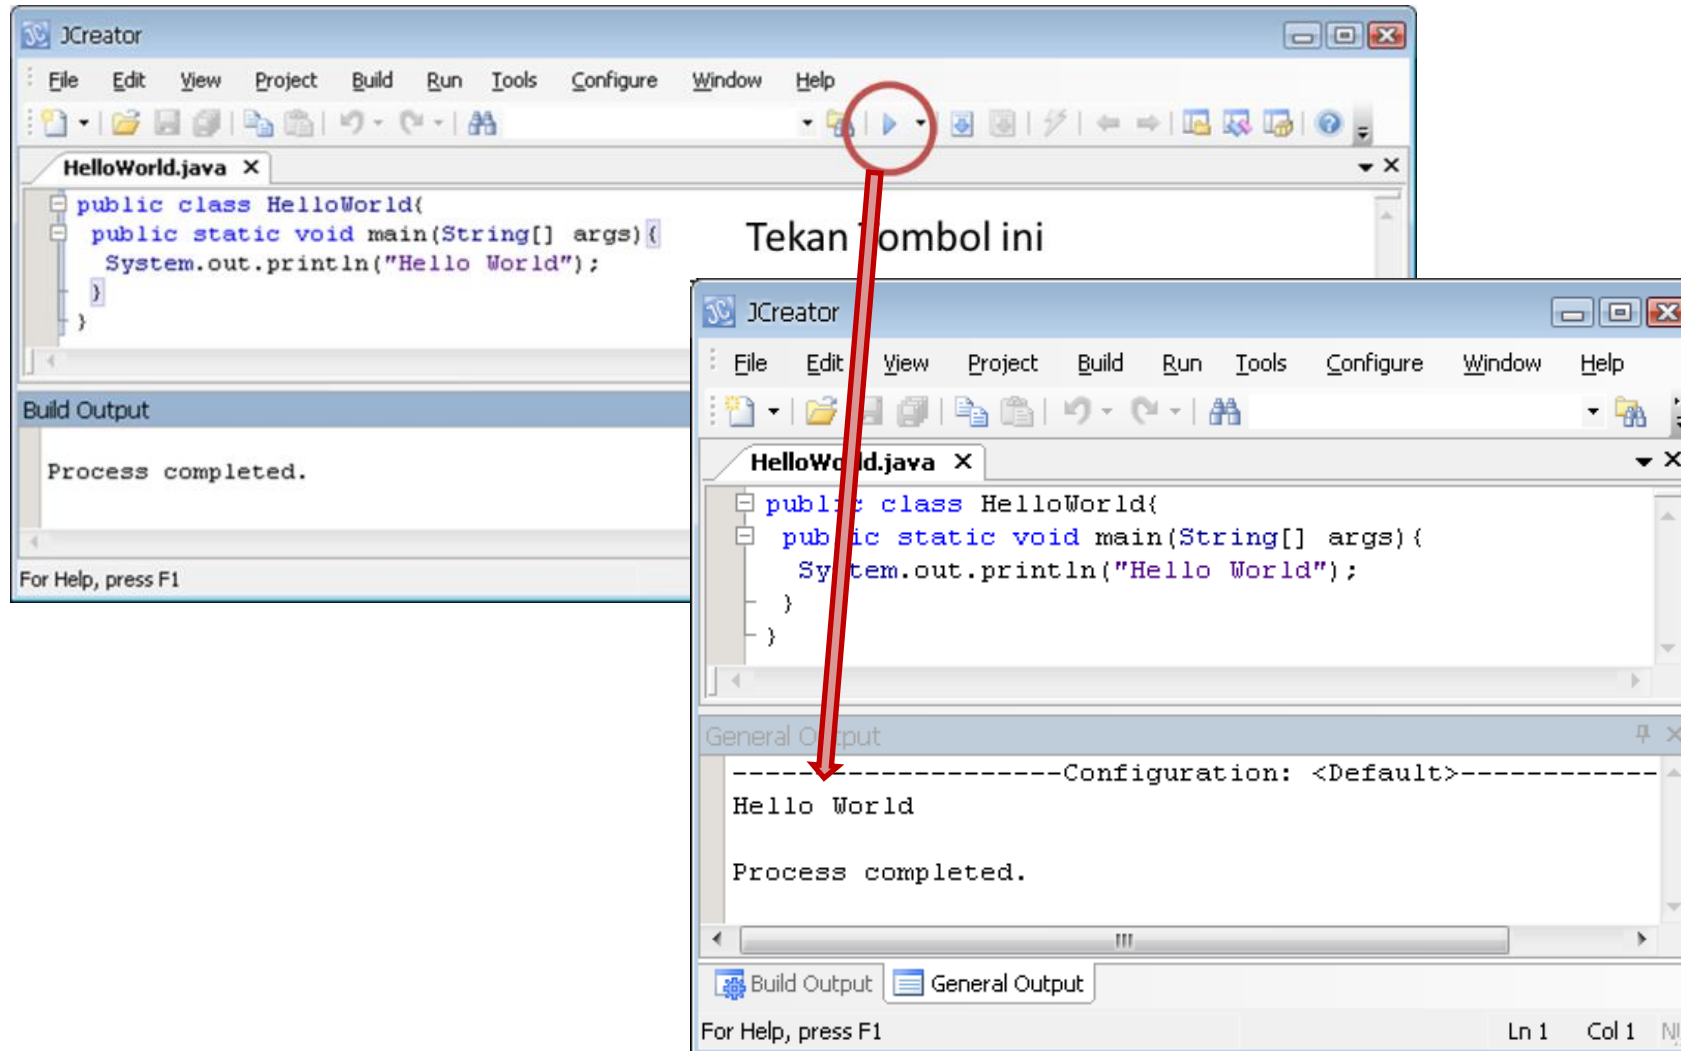 JCreator
File Edit View Project Build Run Tools Configure Window Help
HelloWorld.java
public class HelloWorld{
public static void main(String[] args){
System.out.println("Hello World");
}
}
Tekan Tombol ini
Build Output
Process completed.
For Help, press F1
JCreator
File Edit View Project Build Run Tools Configure Window Help
HelloWorld.java
public class HelloWorld{
public static void main(String[] args){
System.out.println("Hello World");
}
}
General Output
--------------------Configuration: <Default>------------
Hello World
Process completed.
Build Output General Output
For Help, press F1 Ln 1 Col 1